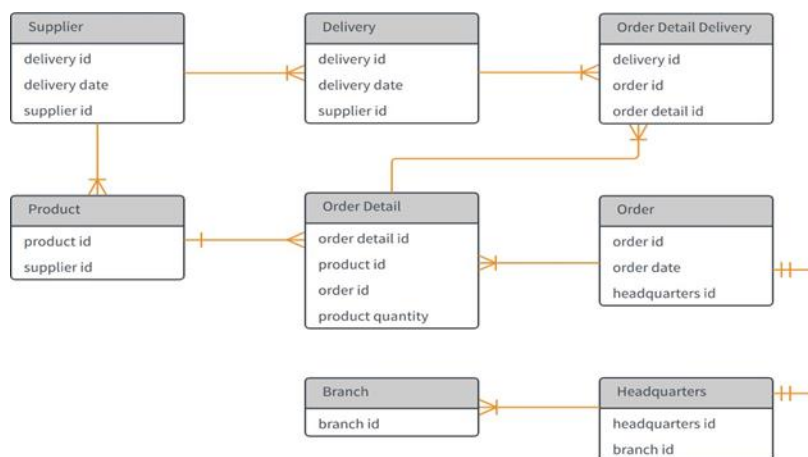 Supplier
delivery id
delivery date
supplier id
Delivery
delivery id
delivery date
supplier id
Order Detail Delivery
delivery id
order id
order detail id
Product
product id
supplier id
Order Detail
order detail id
product id
order id
product quantity
Order
order id
order date
headquarters id
Branch
branch id
Headquarters
headquarters id
branch id